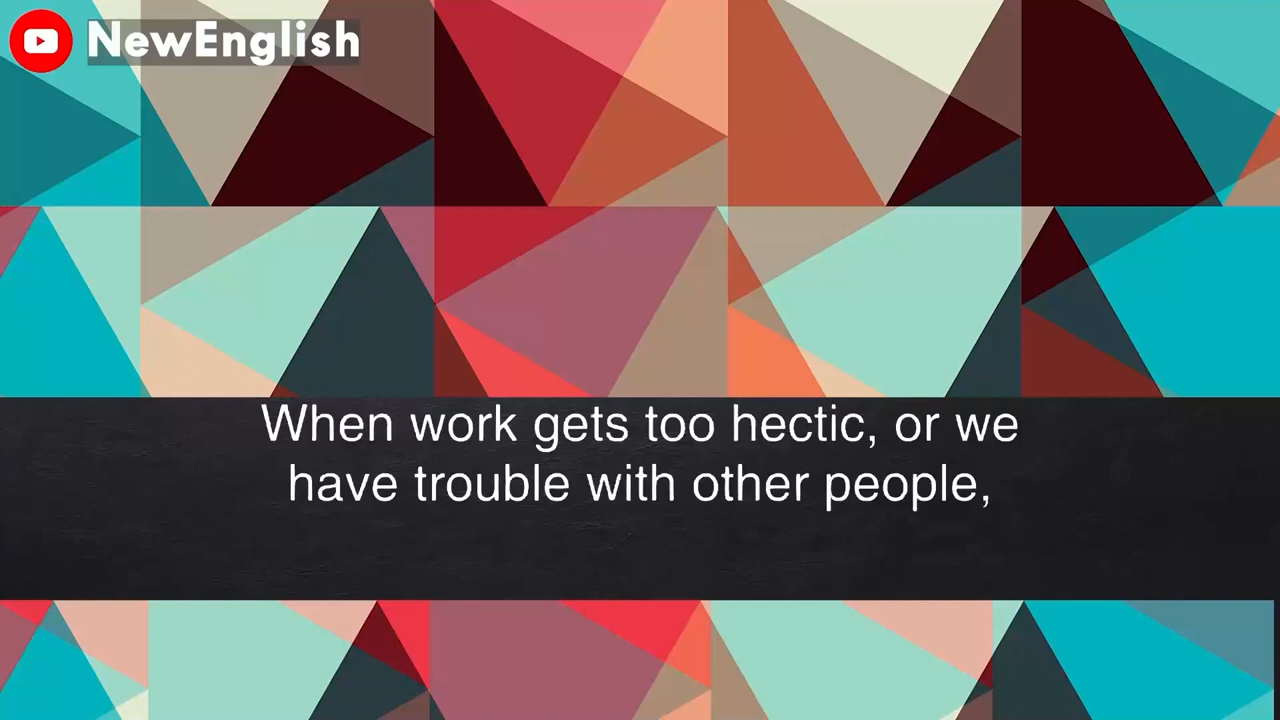 NewEnglish
When work gets too hectic, or we
have trouble with other people,